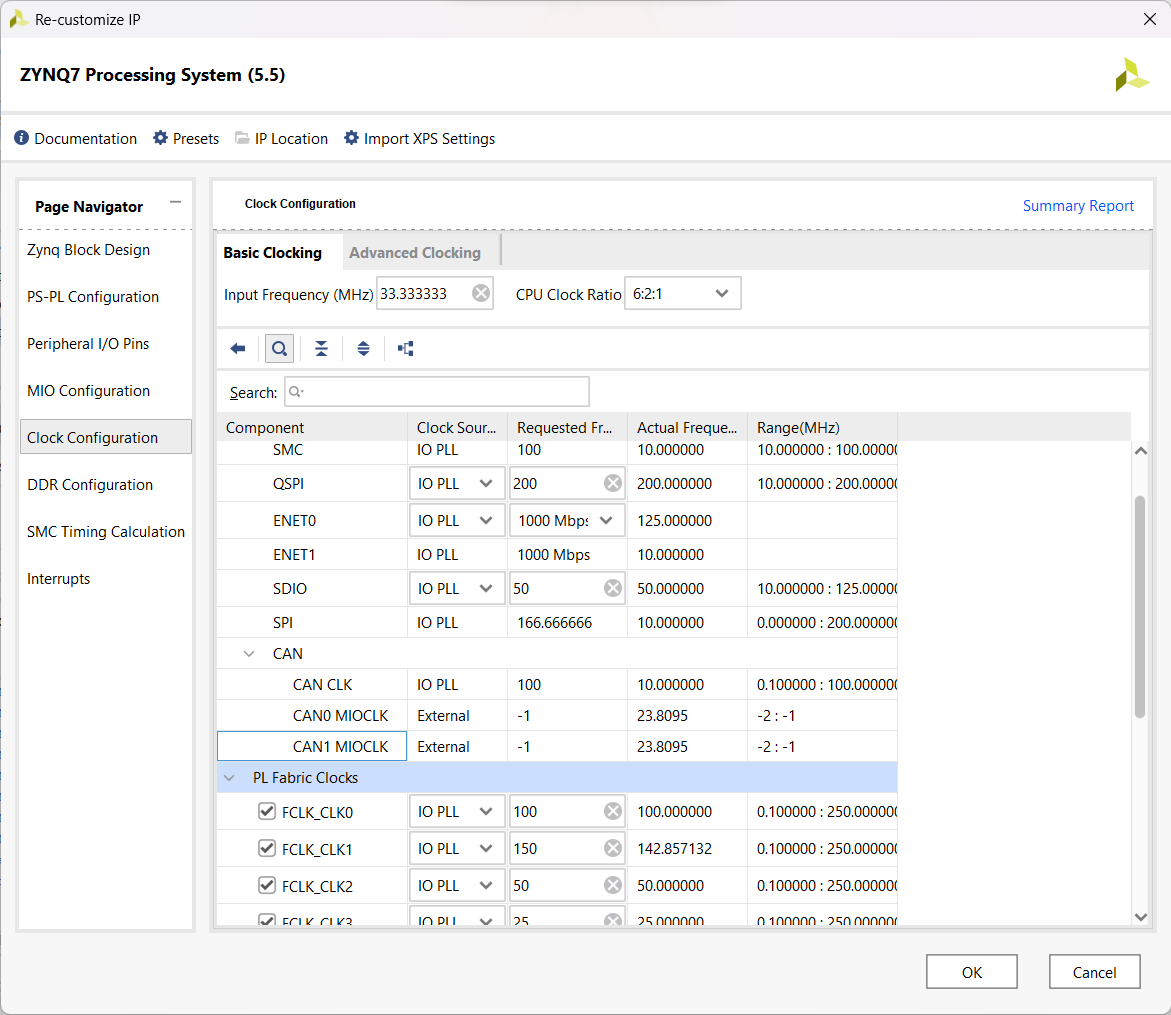 Re-customize IP
ZYNQ7 Processing System (5.5)
Documentation Presets IP Location Import XPS Settings
Page Navigator
Zynq Block Design
PS-PL Configuration
Peripheral I/O Pins
MIO Configuration
Clock Configuration
DDR Configuration
SMC Timing Calculation
Interrupts
Clock Configuration Summary Report
Basic Clocking Advanced Clocking
Input Frequency (MHz) 33.333333 CPU Clock Ratio 6:2:1
Search:
Component Clock Sour... Requested Fr... Actual Freque... Range(MHz)
SMC IO PLL 100 10.000000 10.000000 : 100.00000
QSPI IO PLL 200 200.000000 10.000000 : 200.00000
ENET0 IO PLL 1000 Mbps 125.000000
ENET1 IO PLL 1000 Mbps 10.000000
SDIO IO PLL 50 50.000000 10.000000 : 125.00000
SPI IO PLL 166.666666 10.000000 0.000000 : 200.000000
CAN
CAN CLK IO PLL 100 10.000000 0.100000 : 100.000000
CAN0 MIOCLK External -1 23.8095 -2 : -1
CAN1 MIOCLK External -1 23.8095 -2 : -1
PL Fabric Clocks
FCLK_CLK0 IO PLL 100 100.000000 0.100000 : 250.000000
FCLK_CLK1 IO PLL 150 142.857132 0.100000 : 250.000000
FCLK_CLK2 IO PLL 50 50.000000 0.100000 : 250.000000
FCLK_CLK3 IO PLL 25 25.000000 0.100000 : 250.000000
OK Cancel